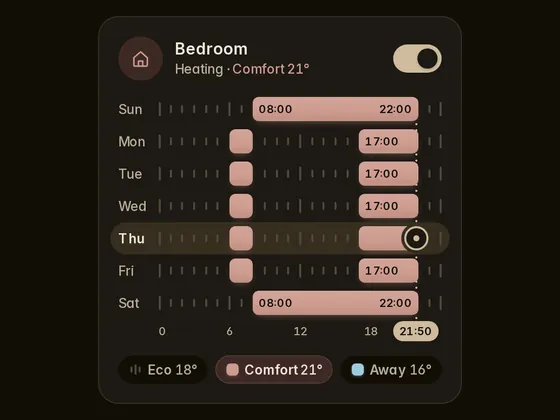 Bedroom
Heating · Comfort 21°
Sun 08:00 22:00
Mon 17:00
Tue 17:00
Wed 17:00
Thu
Fri 17:00
Sat 08:00 22:00
0 6 12 18 21:50
Eco 18° Comfort 21° Away 16°